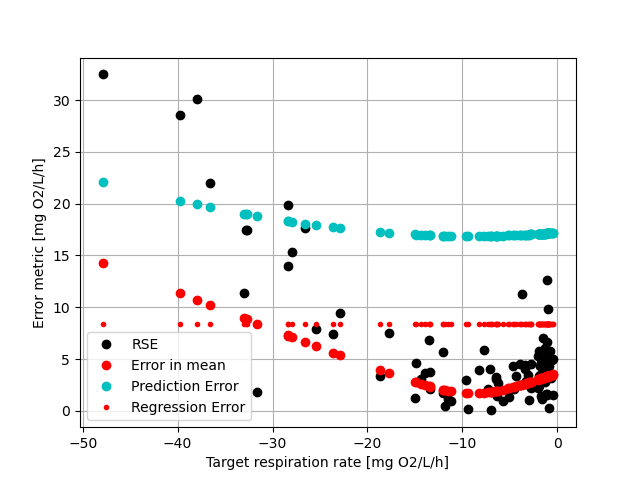 Error metric [mg O2/L/h]
30
25
20
15
10
5
0
RSE
Error in mean
Prediction Error
Regression Error
−50
−40
−30
−20
−10
0
Target respiration rate [mg O2/L/h]